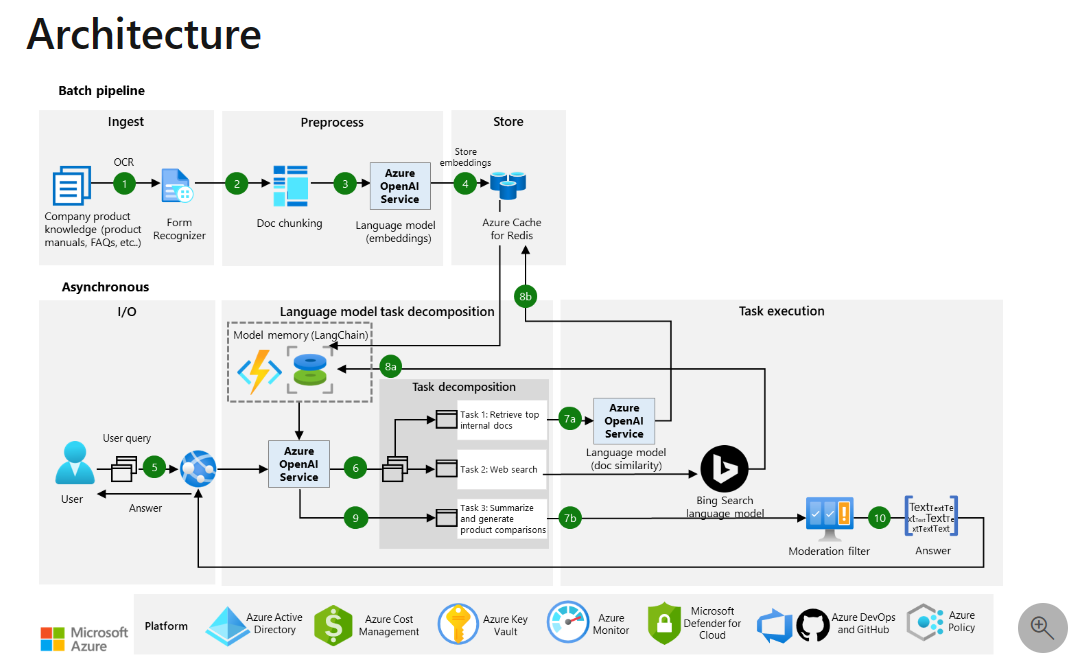 Architecture
Batch pipeline
Ingest
Preprocess
Store
OCR
1
2
3
Azure
OpenAI
Service
Store
embeddings
4
Company product
knowledge (product
manuals, FAQs, etc..)
Form
Recognizer
Doc chunking
Language model
(embeddings)
Azure Cache
for Redis
Asynchronous
8b
I/O
Language model task decomposition
Task execution
Model memory (LangChain)
8a
Task decomposition
Task 1: Retrieve top
internal docs
7a
Azure
OpenAI
Service
Language model
(doc similarity)
User query
5
User
Answer
Azure
OpenAI
Service
6
Task 2: Web search
Bing Search
language model
9
Task 3: Summarize
and generate
product comparisons
7b
Moderation filter
10
TextTextTe
xtTextTextTe
xtTextText
Answer
Microsoft
Azure
Platform
Azure Active
Directory
Azure Cost
Management
Azure Key
Vault
Azure
Monitor
Microsoft
Defender for
Cloud
Azure DevOps
and GitHub
Azure
Policy